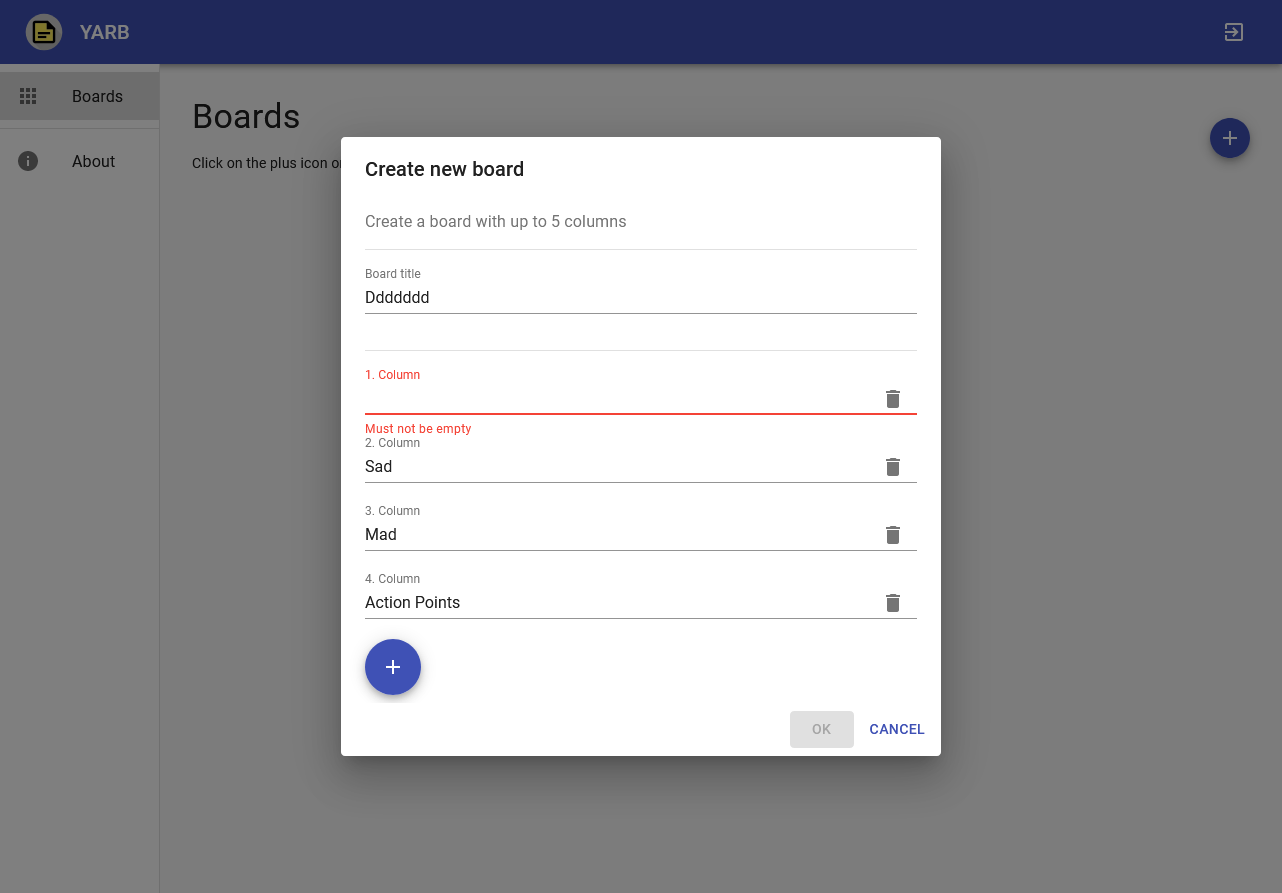 YARB
Boards
About
Boards
Click on the plus icon
Create new board
Create a board with up to 5 columns
Board title
Ddddddd
1. Column
Must not be empty
2. Column
Sad
3. Column
Mad
4. Column
Action Points
OK
CANCEL